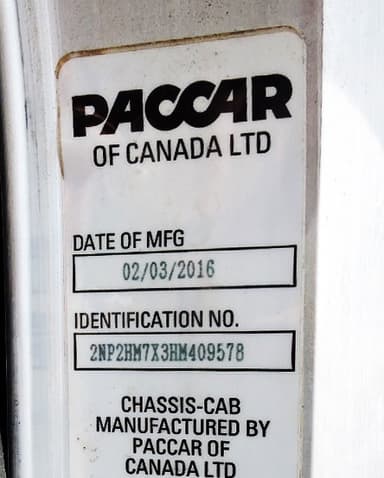 PACCAR
OF CANADA LTD
DATE OF MFG
02/03/2016
IDENTIFICATION NO.
2NP2HM7X3HM409578
CHASSIS-CAB
MANUFACTURED BY
PACCAR OF
CANADA LTD